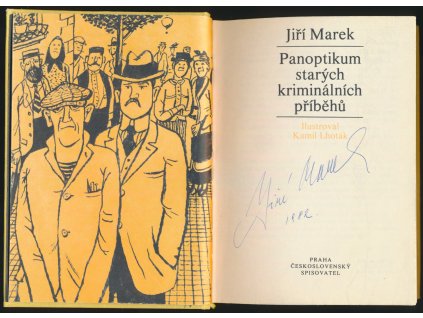 Jiří Marek
Panoptikum
starých
kriminálních
příběhů
Ilustroval
Kamil Lhoták
Jiří Marek
1982
PRAHA
ČESKOSLOVENSKÝ
SPISOVATEL